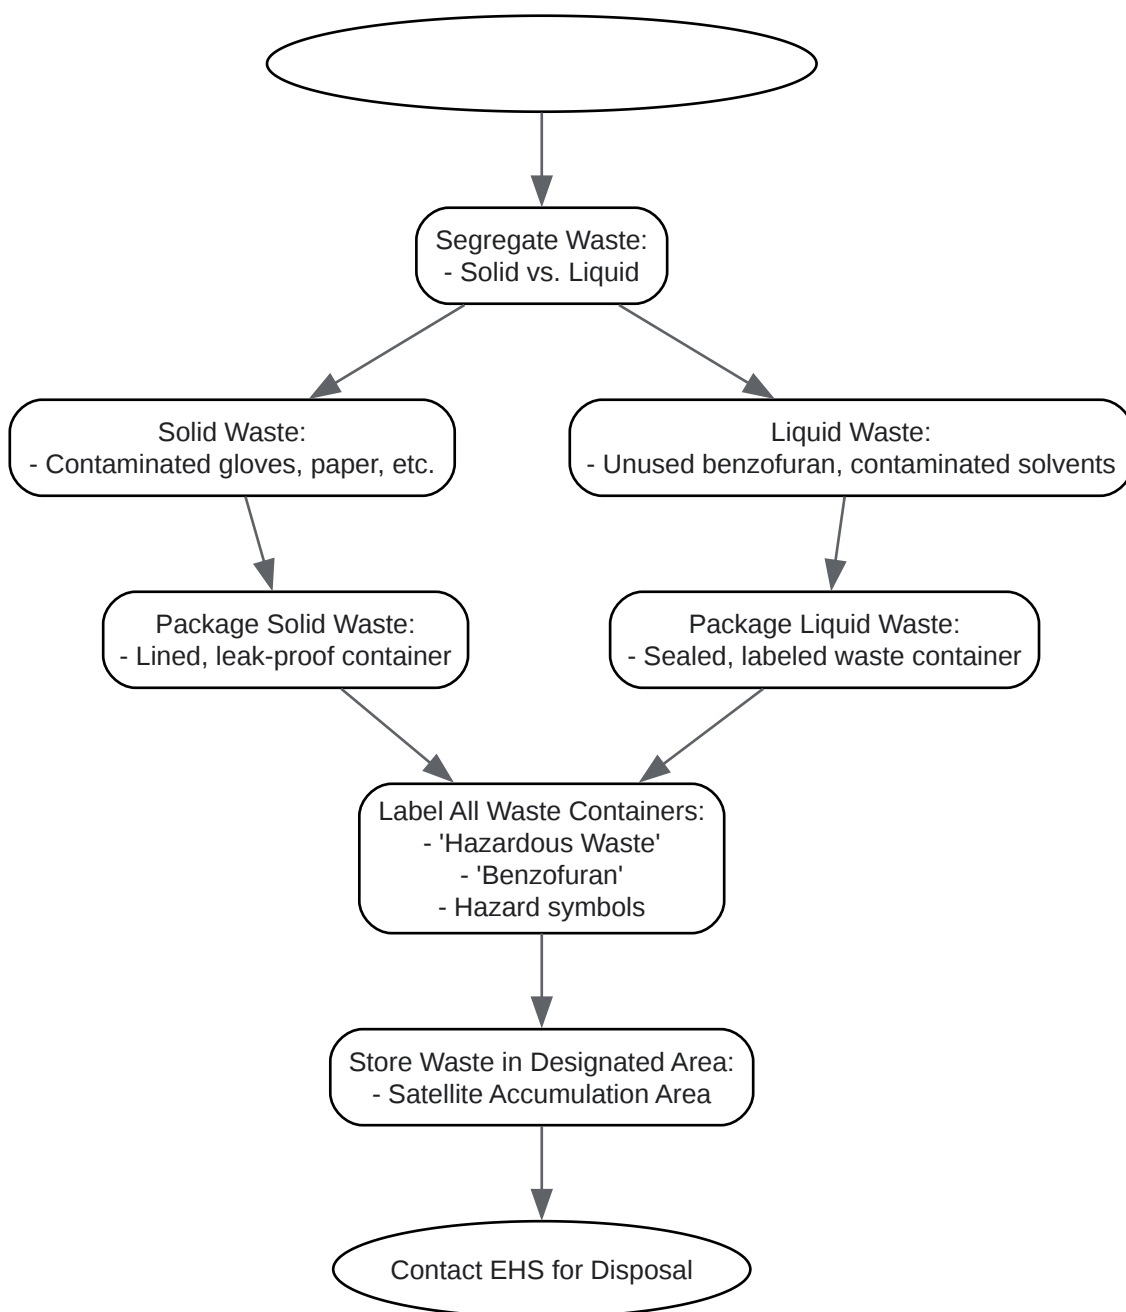 Segregate Waste:
- Solid vs. Liquid
Solid Waste:
- Contaminated gloves, paper, etc.
Liquid Waste:
- Unused benzofuran, contaminated solvents
Package Solid Waste:
- Lined, leak-proof container
Package Liquid Waste:
- Sealed, labeled waste container
Label All Waste Containers:
- 'Hazardous Waste'
- 'Benzofuran'
- Hazard symbols
Store Waste in Designated Area:
- Satellite Accumulation Area
Contact EHS for Disposal